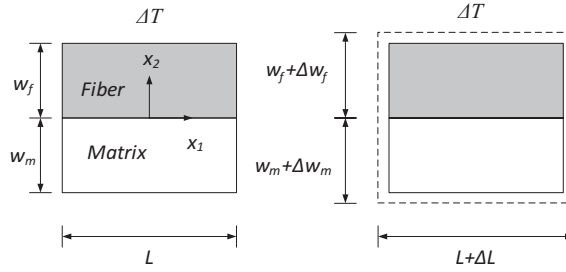 ΔT
ΔT
w_f
x_2
Fiber
w_f+Δw_f
w_m
x_1
Matrix
w_m+Δw_m
L
L+ΔL